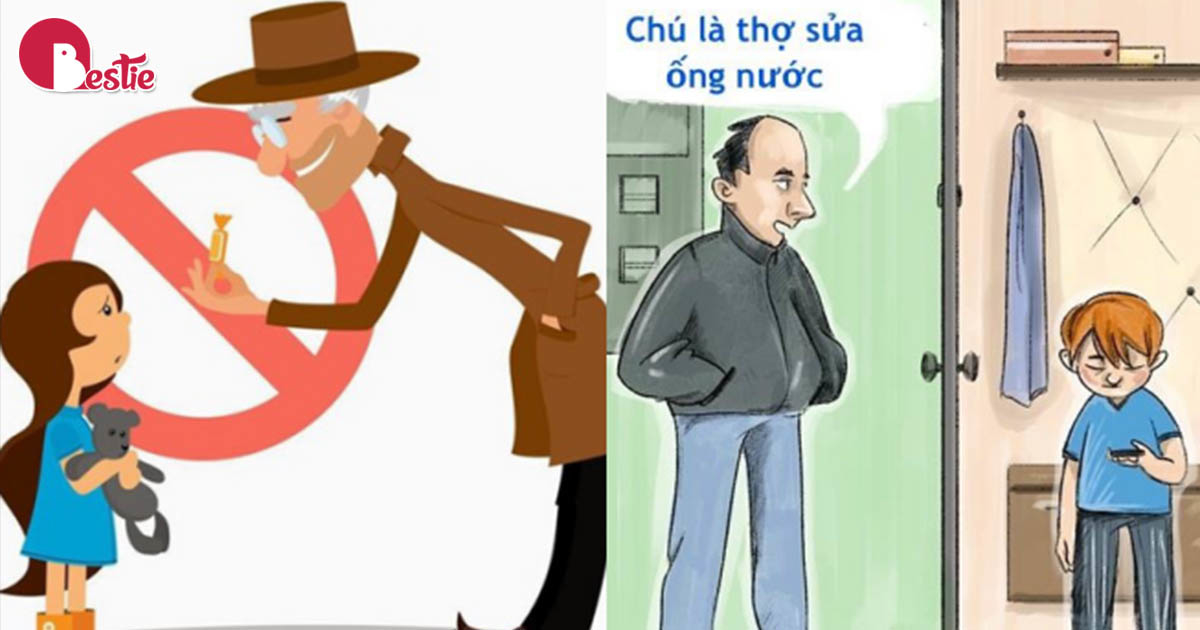 Bestie
Chú là thợ sửa
ống nước